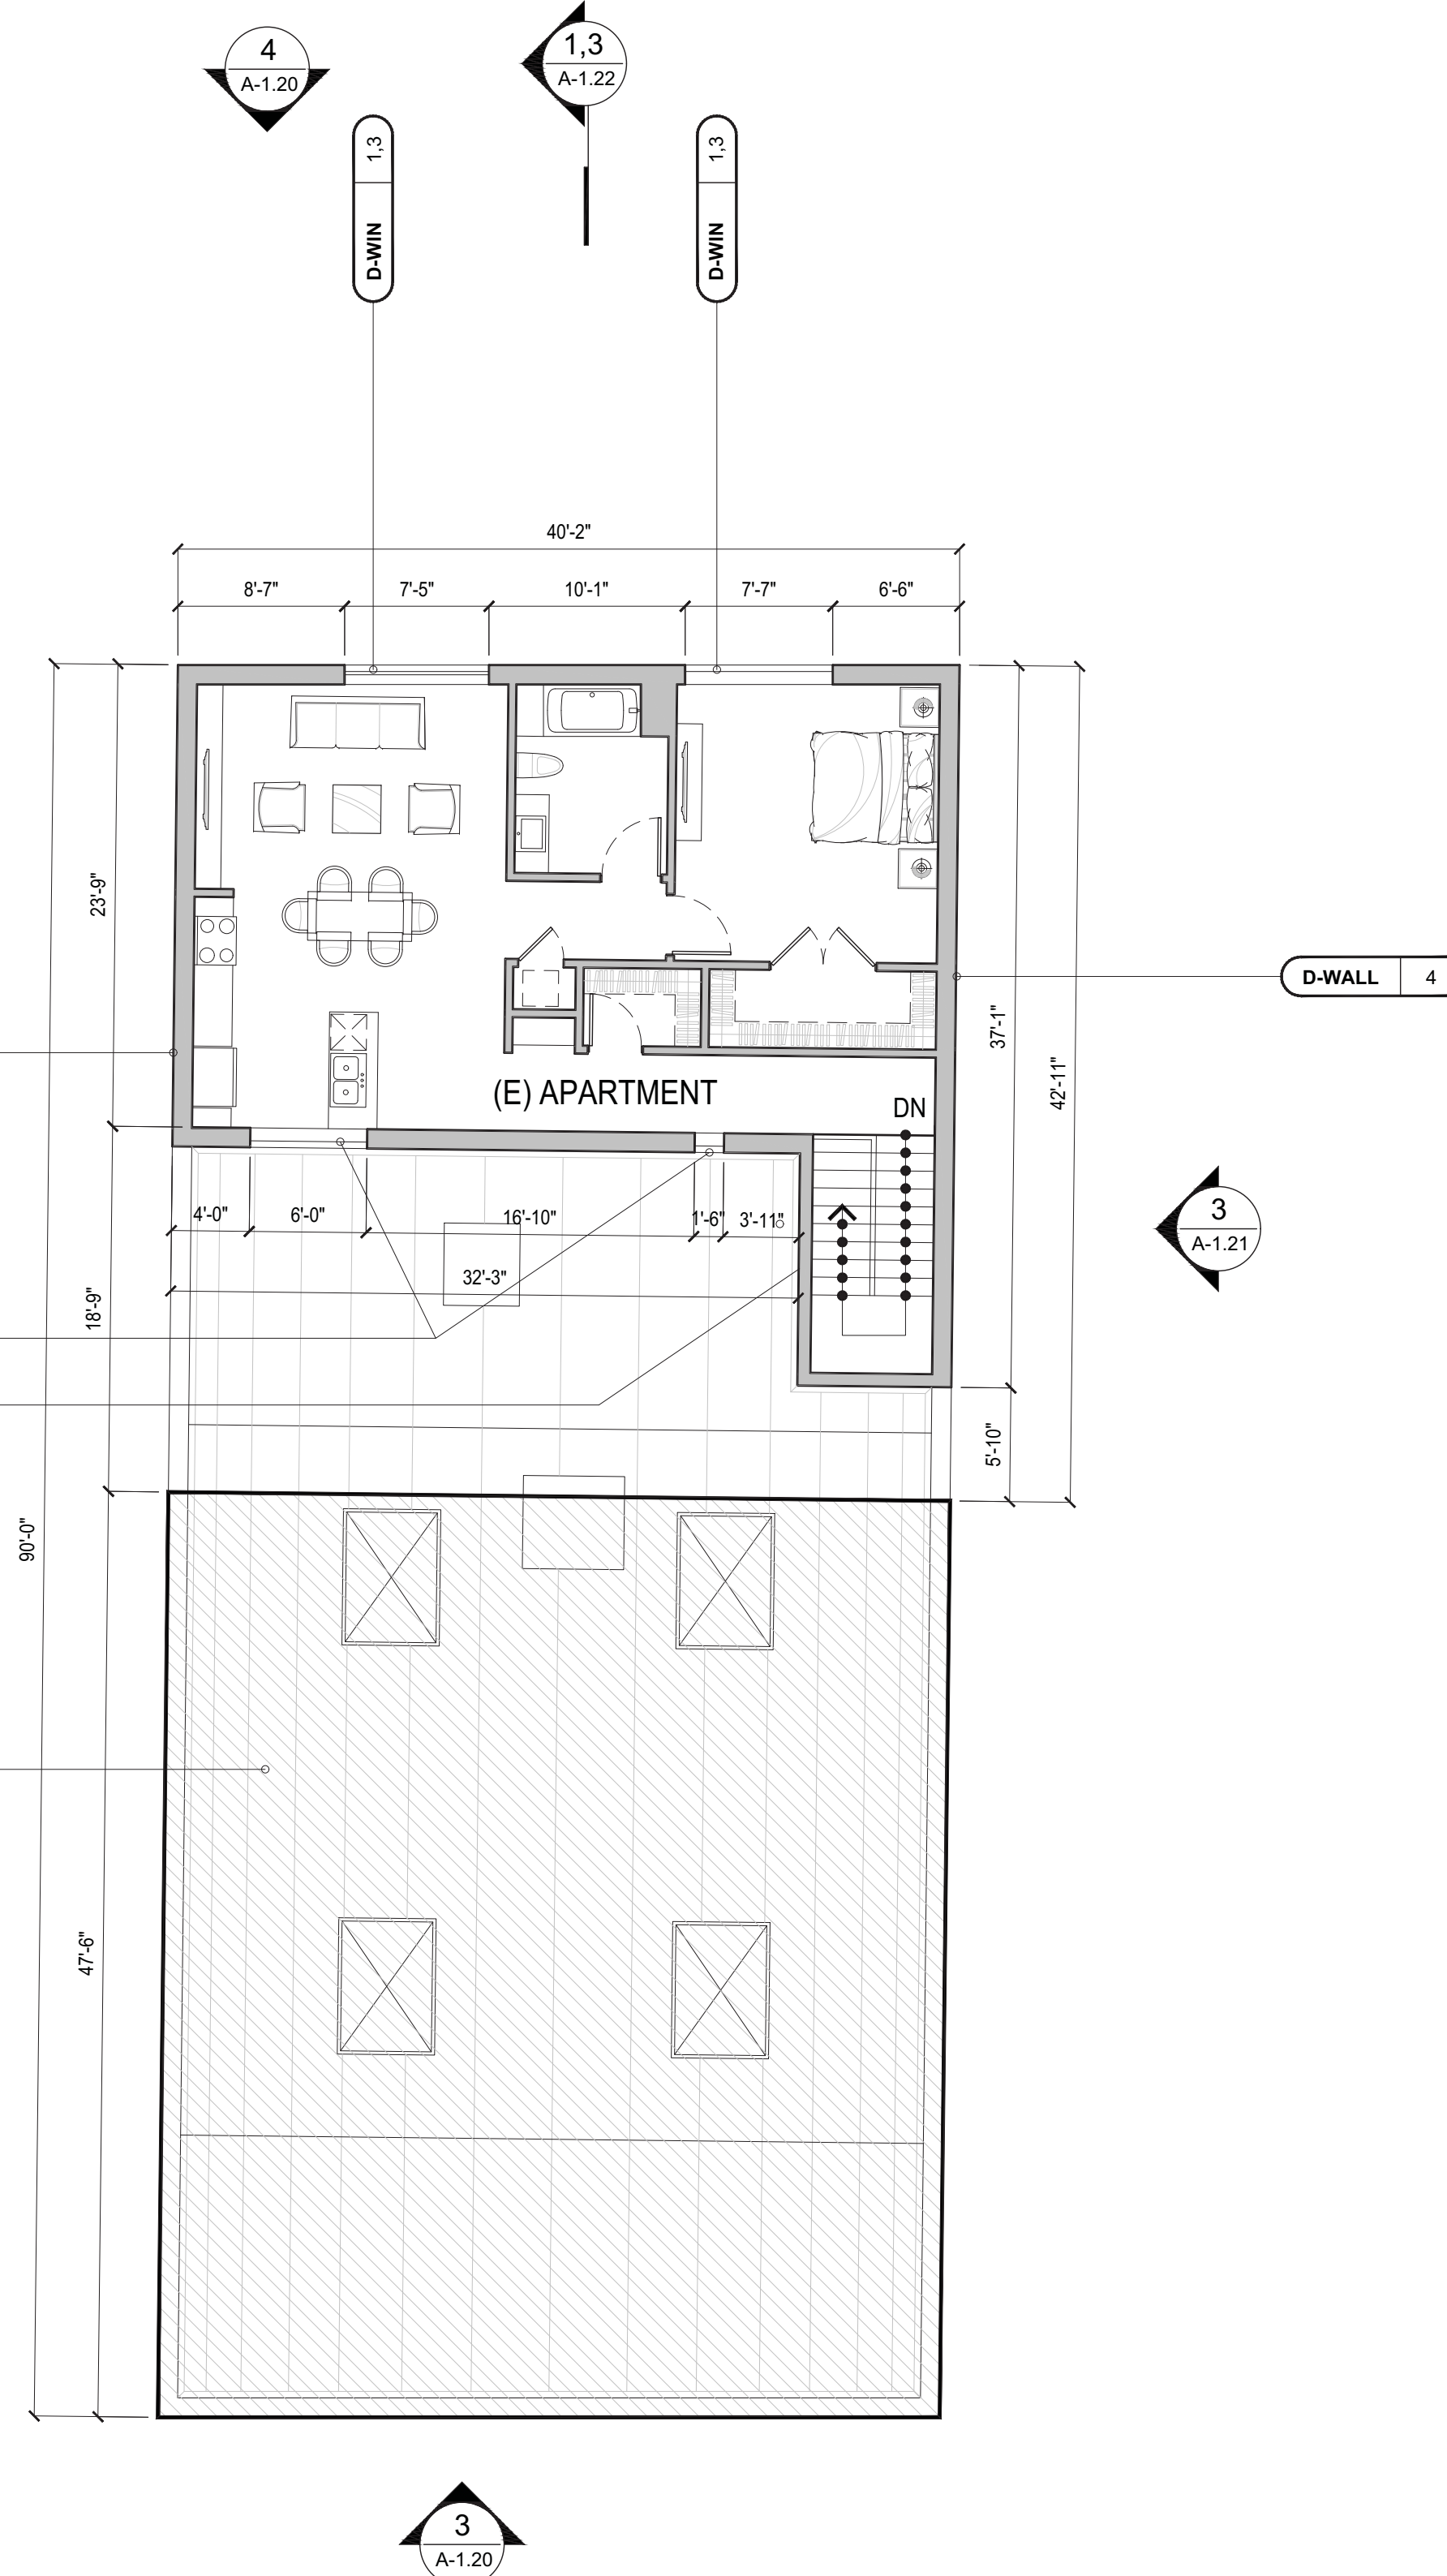 4
A-1.20
1,3
A-1.22
D-WIN 1,3
D-WIN 1,3
40'-2"
8'-7"
7'-5"
10'-1"
7'-7"
6'-6"
23'-9"
D-WALL 4
37'-1"
42'-11"
(E) APARTMENT
DN
3
A-1.21
4'-0"
6'-0"
16'-10"
1'-6"
3'-11"
32'-3"
18'-9"
5'-10"
90'-0"
47'-6"
3
A-1.20